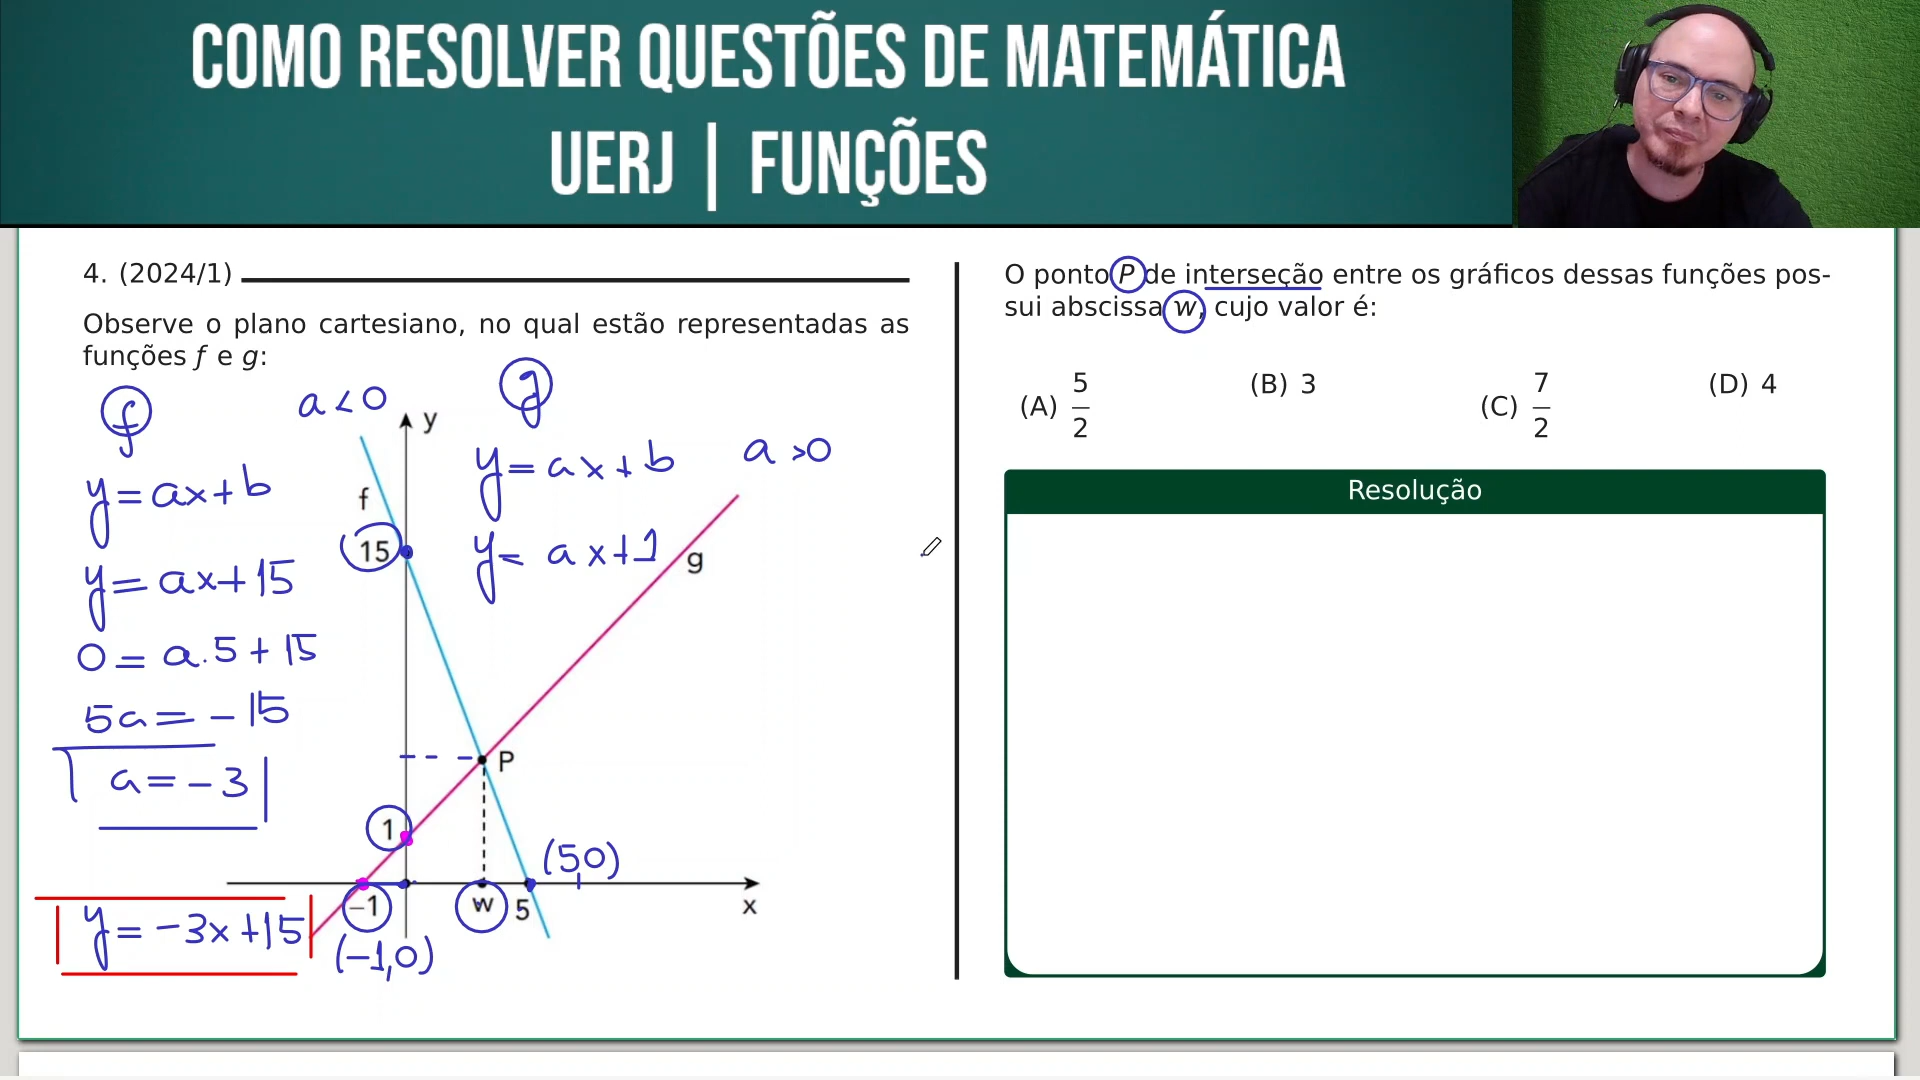 COMO RESOLVER QUESTÕES DE MATEMÁTICA
UERJ | FUNÇÕES
4. (2024/1)
Observe o plano cartesiano, no qual estão representadas as
funções f e g:
f
a < 0
y
g
y = ax + b
f
15
y = ax + 15
0 = a.5 + 15
5a = -15
a = -3
y = -3x + 15
y = ax + b
a > 0
y = ax + 1
g
P
1
(5,0)
-1
w
5
x
(-1,0)
O ponto P de interseção entre os gráficos dessas funções pos-
sui abscissa w, cujo valor é:
(A) 5/2
(B) 3
(C) 7/2
(D) 4
Resolução